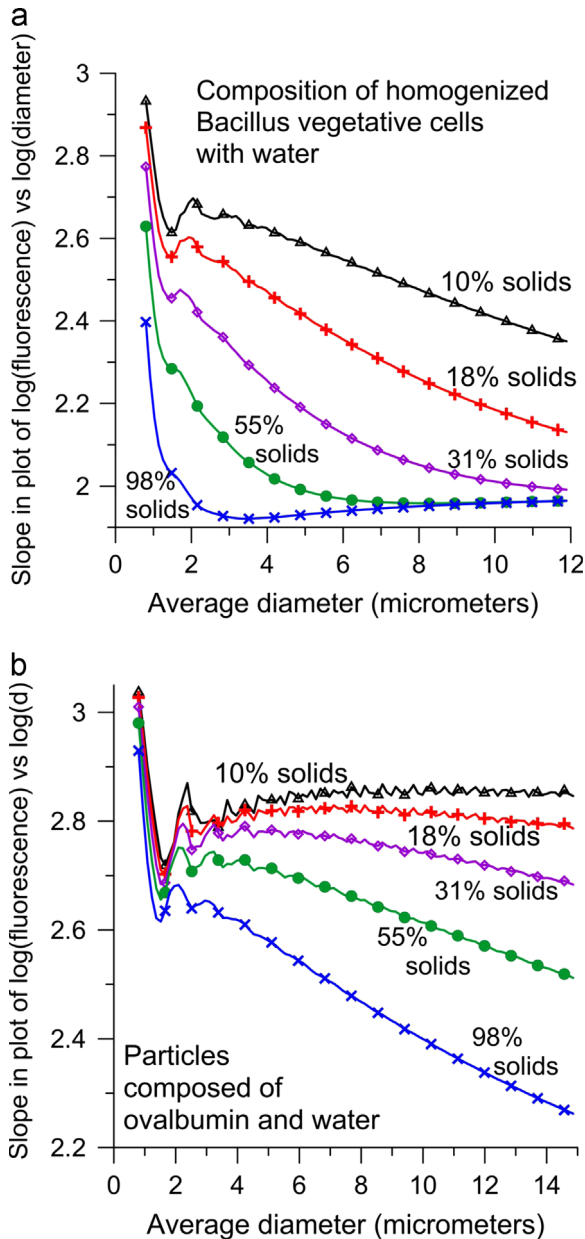 a
Slope in plot of log(fluorescence) vs log(diameter)
3
2.8
2.6
2.4
2.2
2
Composition of homogenized
Bacillus vegetative cells
with water
10% solids
18% solids
31% solids
55%
solids
98%
solids
0 2 4 6 8 10 12
Average diameter (micrometers)
b
Slope in plot of log(fluorescence) vs log(d)
3
2.8
2.6
2.4
2.2
10% solids
18% solids
31% solids
55%
solids
98%
solids
Particles
composed of
ovalbumin and water
0 2 4 6 8 10 12 14
Average diameter (micrometers)